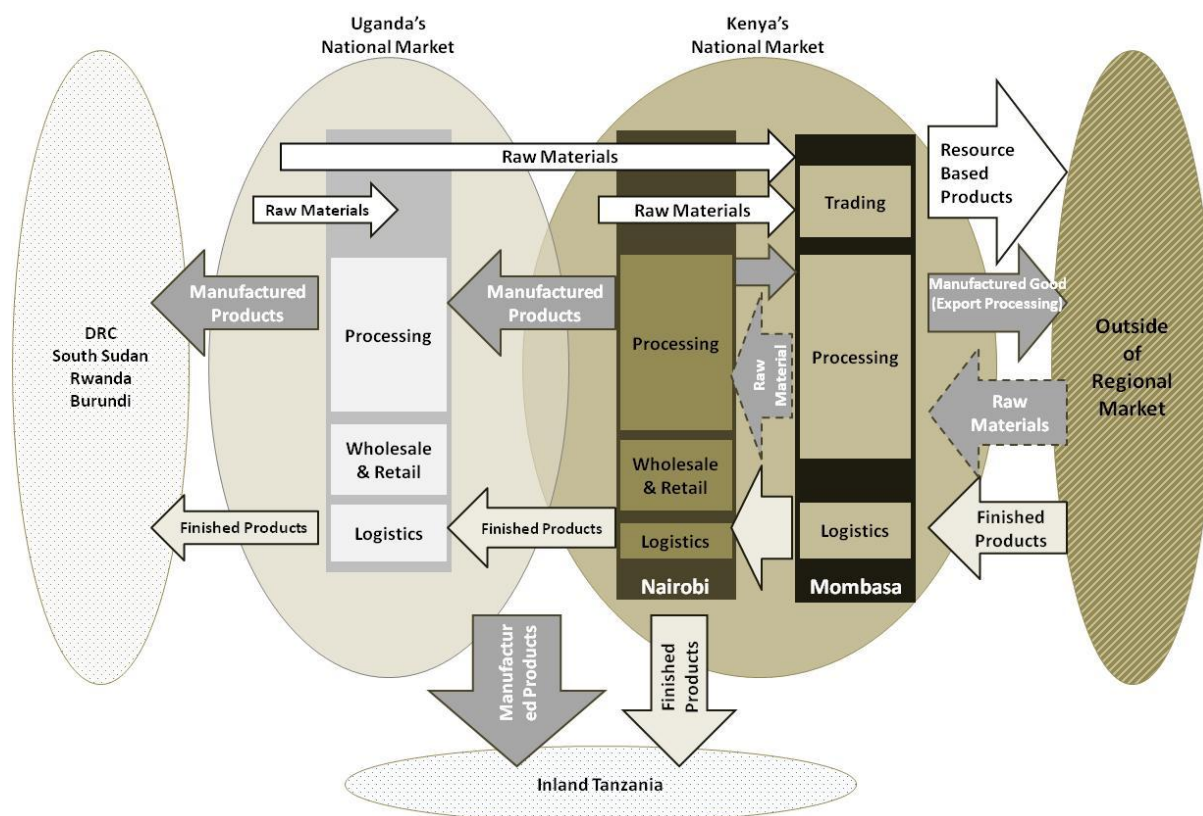 Uganda's
National Market
Kenya's
National Market
Raw Materials
Raw Materials
Raw Materials
Trading
Resource
Based
Products
Manufactured
Products
Manufactured
Products
Manufactured Good
(Export Processing)
DRC
South Sudan
Rwanda
Burundi
Processing
Processing
Raw
Material
Processing
Raw
Materials
Outside
of
Regional
Market
Wholesale
& Retail
Wholesale
& Retail
Finished Products
Logistics
Finished Products
Logistics
Logistics
Finished
Products
Nairobi
Mombasa
Manufactur
ed Products
Finished
Products
Inland Tanzania